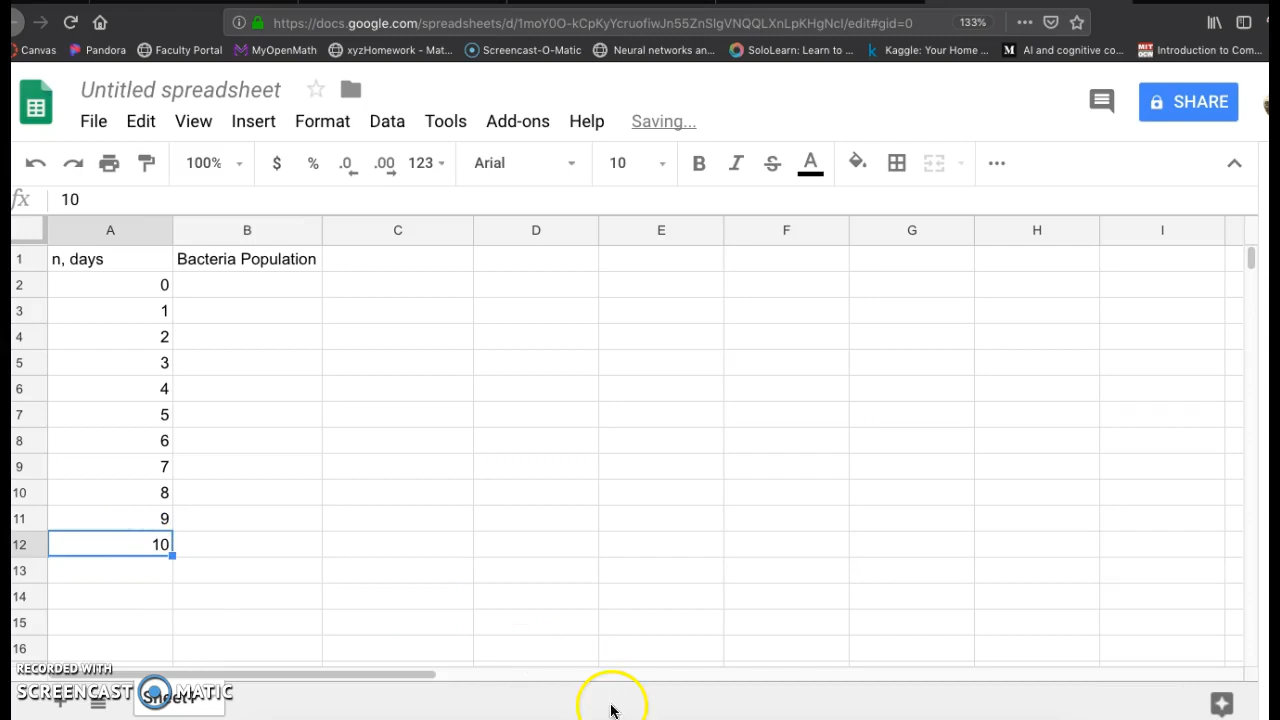 https://docs.google.com/spreadsheets/d/1moY0O-kCpKyYcruofiwJn55ZnSIgVNQQLXnLpKHgNcI/edit#gid=0 133%
Canvas Pandora Faculty Portal MyOpenMath xyzHomework - Mat... Screencast-O-Matic Neural networks an... SoloLearn: Learn to ... Kaggle: Your Home ... AI and cognitive co... Introduction to Com...
Untitled spreadsheet
SHARE
File Edit View Insert Format Data Tools Add-ons Help Saving...
100% $ % .0 .00 123 Arial 10 B I S A
fx 10
A B C D E F G H I
1 n, days Bacteria Population
2 0
3 1
4 2
5 3
6 4
7 5
8 6
9 7
10 8
11 9
12 10
13
14
15
16
RECORDED WITH
SCREENCAST MATIC
Sheet1